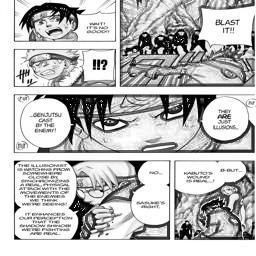 BLAST
IT!!
WAIT!
IT'S NO
GOOD!!
!!?
THEY
ARE
JUST
ILLUSIONS...
...GENJUTSU
CAST
BY THE
ENEMY!
B-BUT...
KABUTO'S
WOUND
IS REAL...!
NO...
SASUKE'S
RIGHT.
THE ILLUSIONIST
IS WATCHING FROM
SOMEWHERE
CLOSE BY,
SYNCHRONIZING
A REAL, PHYSICAL
ATTACK WITH THE
MOVEMENTS OF
THE ENEMIES
WE THINK
WE'RE SEEING!
IT ENHANCES
OUR PERCEPTION
THAT THE
SHADOW SHINOBI
WE'RE FIGHTING
ARE REAL.